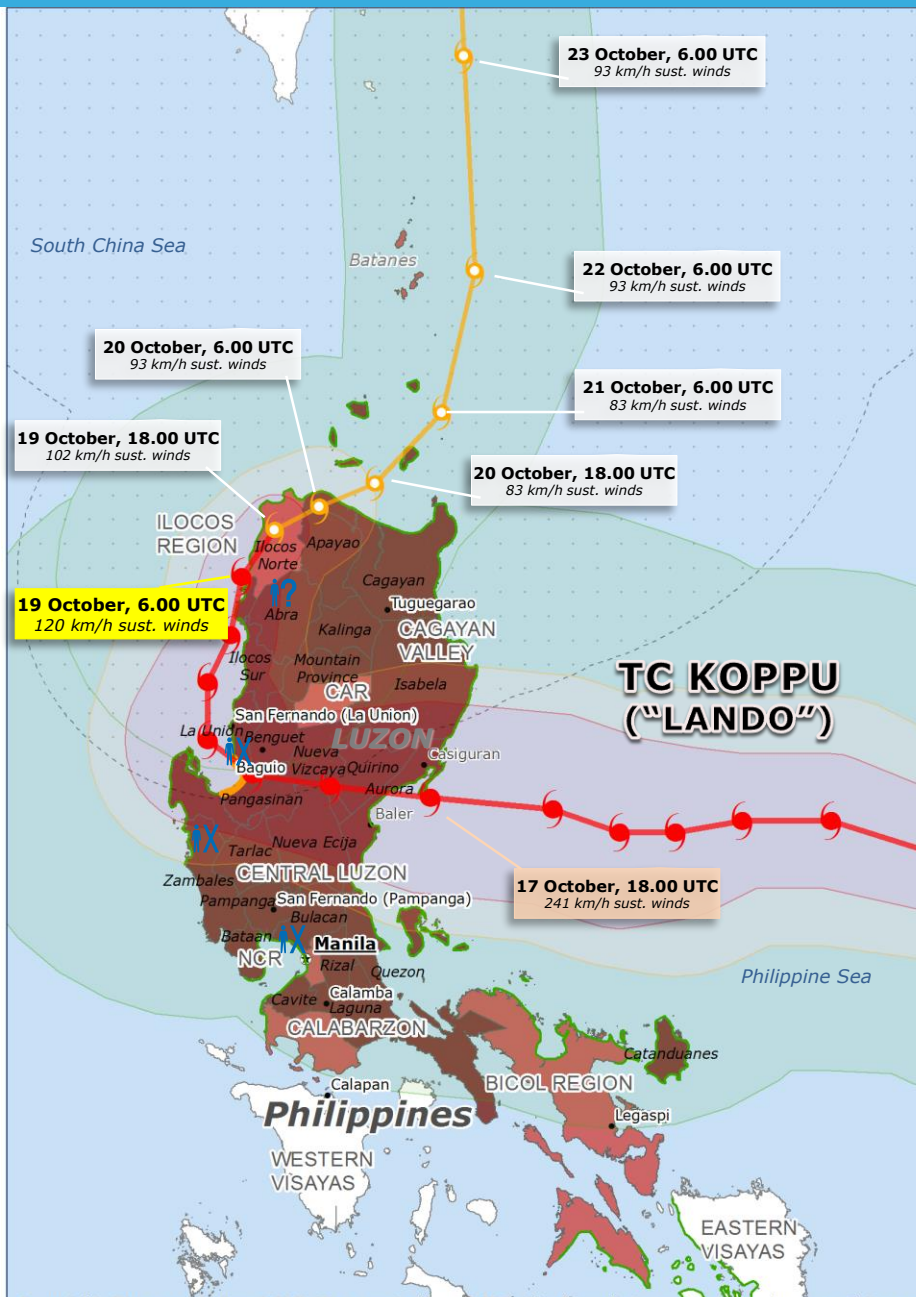 23 October, 6.00 UTC
93 km/h sust. winds
South China Sea
Batanes
22 October, 6.00 UTC
93 km/h sust. winds
20 October, 6.00 UTC
93 km/h sust. winds
21 October, 6.00 UTC
83 km/h sust. winds
19 October, 18.00 UTC
102 km/h sust. winds
20 October, 18.00 UTC
83 km/h sust. winds
ILOCOS
REGION
Ilocos
Norte
Apayao
19 October, 6.00 UTC
120 km/h sust. winds
?
Abra
Cagayan
Tuguegarao
Kalinga
CAGAYAN
VALLEY
Ilocos
Sur
Mountain
Province
Isabela
CAR
TC KOPPU
("LANDO")
San Fernando (La Union)
La Union
Benguet
LUZON
Nueva
Vizcaya
Quirino
Casiguran
Baguio
Aurora
Pangasinan
Baler
Tarlac
Nueva Ecija
Zambales
CENTRAL LUZON
17 October, 18.00 UTC
241 km/h sust. winds
Pampanga
San Fernando (Pampanga)
Bulacan
Bataan
Manila
NCR
Rizal
Quezon
Philippine Sea
Cavite
Calamba
Laguna
CALABARZON
Catanduanes
BICOL REGION
Calapan
Philippines
Legaspi
WESTERN
VISAYAS
EASTERN
VISAYAS